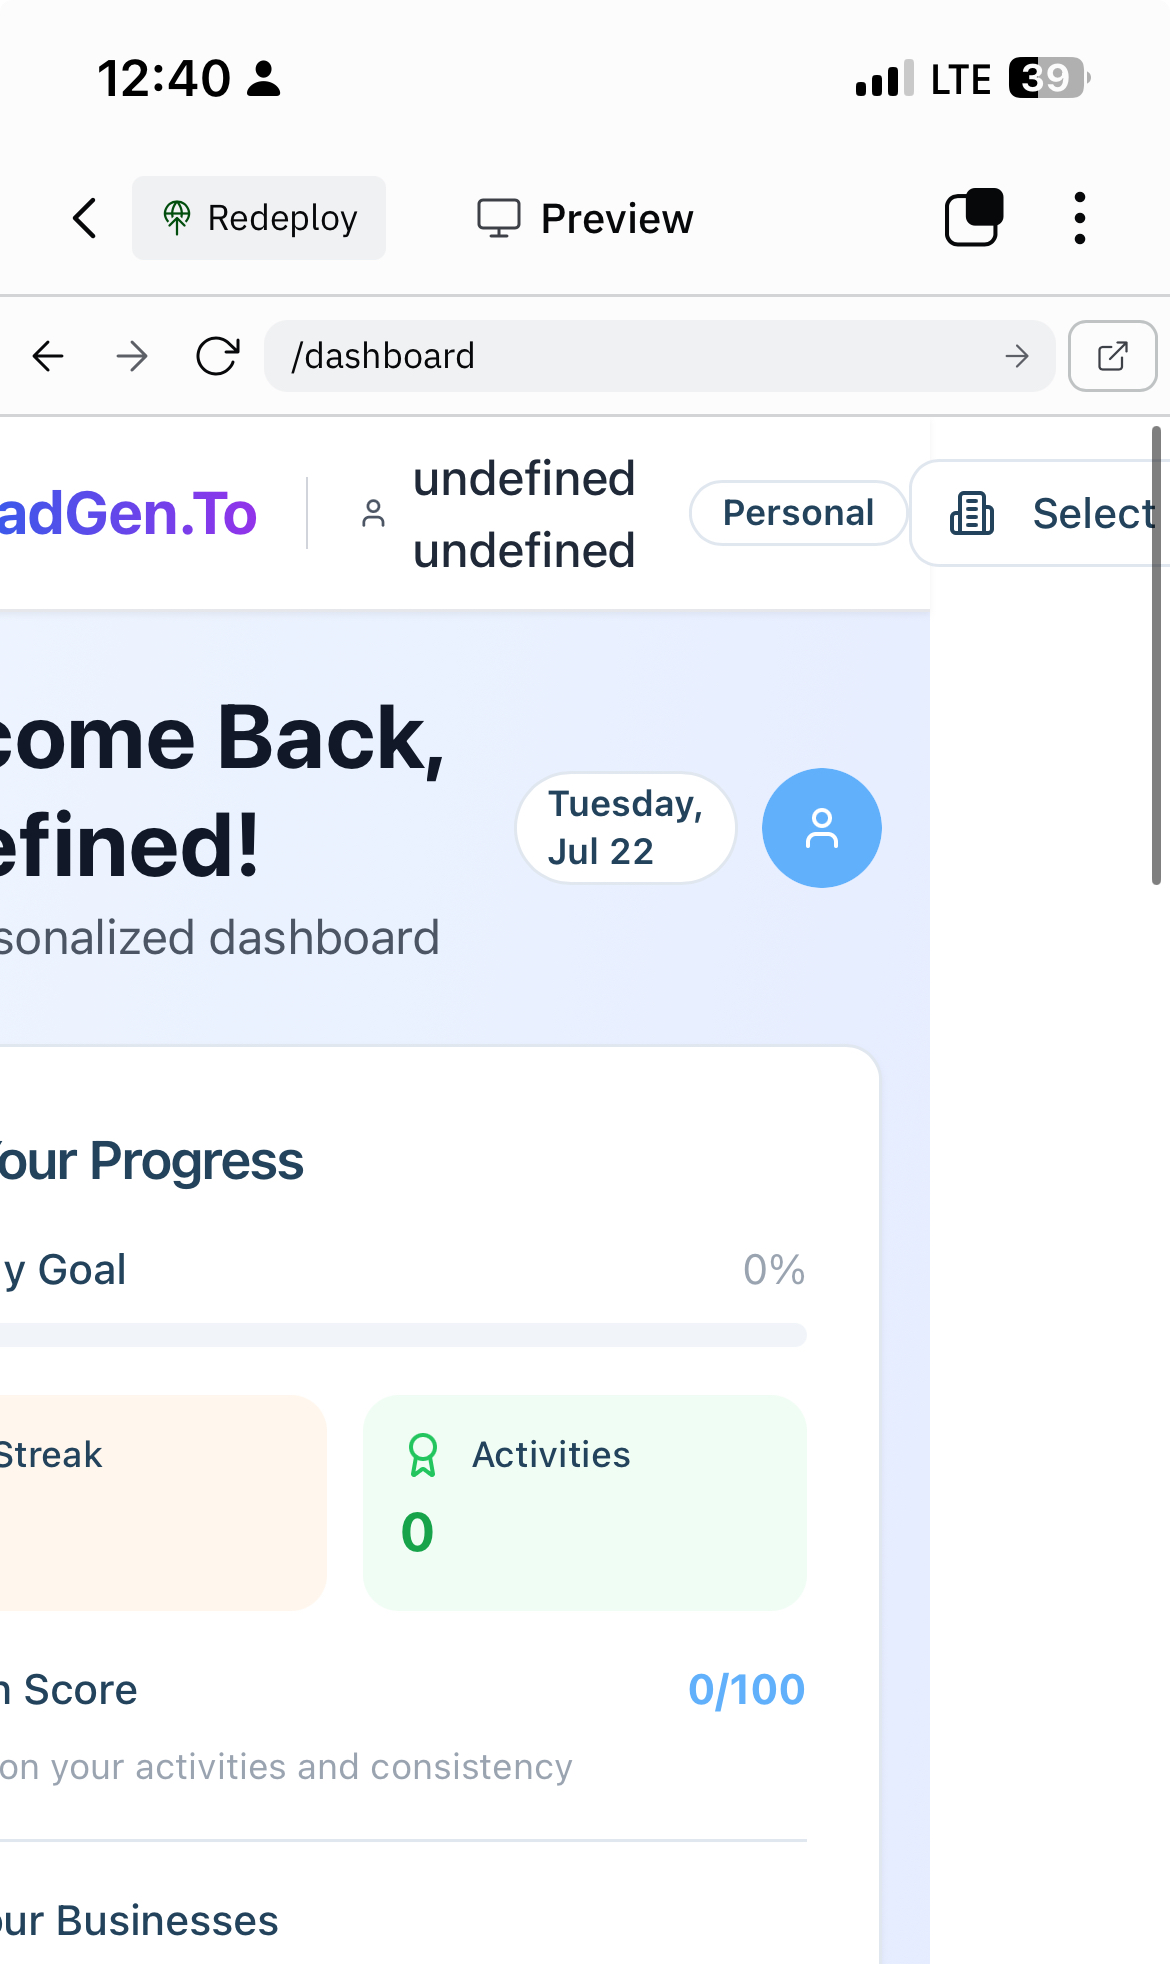 12:40 LTE 39
Redeploy Preview
/dashboard
adGen.To
undefined
undefined
Personal
Select
come Back,
efined!
Tuesday,
Jul 22
sonalized dashboard
Your Progress
y Goal 0%
Streak
Activities
0
n Score 0/100
on your activities and consistency
our Businesses